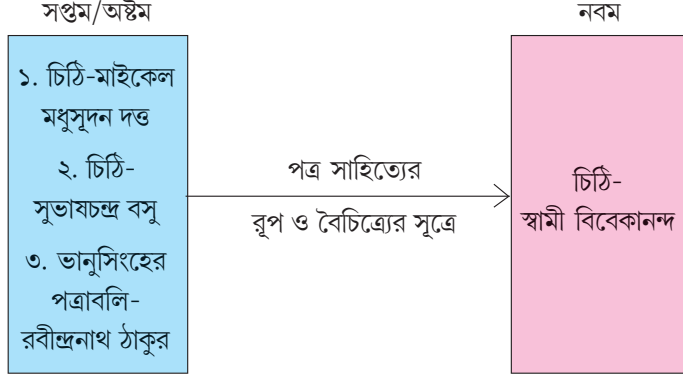 সপ্তম/অষ্টম
১. চিঠি-মাইকেল
মধুসূদন দত্ত
২. চিঠি-
সুভাষচন্দ্র বসু
৩. ভানুসিংহের
পত্রাবলি-
রবীন্দ্রনাথ ঠাকুর
পত্র সাহিত্যের
রূপ ও বৈচিত্র্যের সূত্রে
নবম
চিঠি-
স্বামী বিবেকানন্দ